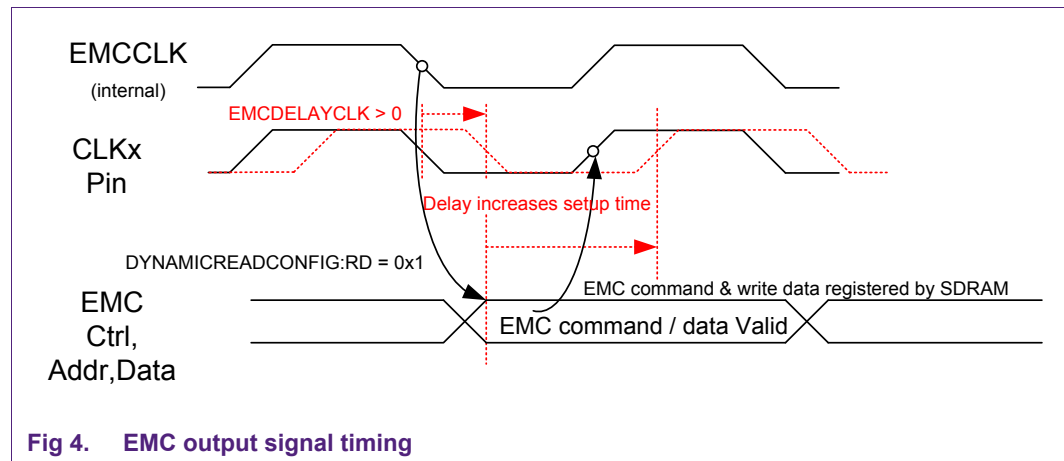 EMCCLK
(internal)
EMCDELAYCLK > 0
CLKx
Pin
Delay increases setup time
DYNAMICREADCONFIG:RD = 0x1
EMC command & write data registered by SDRAM
EMC
Ctrl,
Addr,Data
EMC command / data Valid
Fig 4. EMC output signal timing